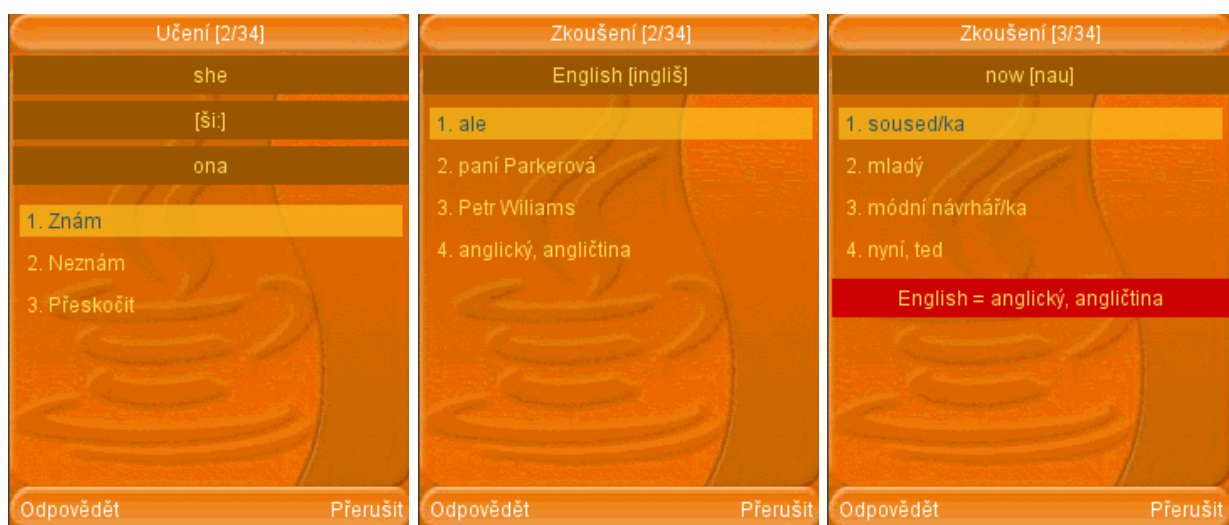 Učení [2/34]
she
[ši:]
ona
1. Znám
2. Neznám
3. Přeskočit
Odpovědět
Přerušit
Zkoušení [2/34]
English [ingliš]
1. ale
2. paní Parkerová
3. Petr Wiliams
4. anglický, angličtina
Odpovědět
Přerušit
Zkoušení [3/34]
now [nau]
1. soused/ka
2. mladý
3. módní návrhář/ka
4. nyní, ted
English = anglický, angličtina
Odpovědět
Přerušit